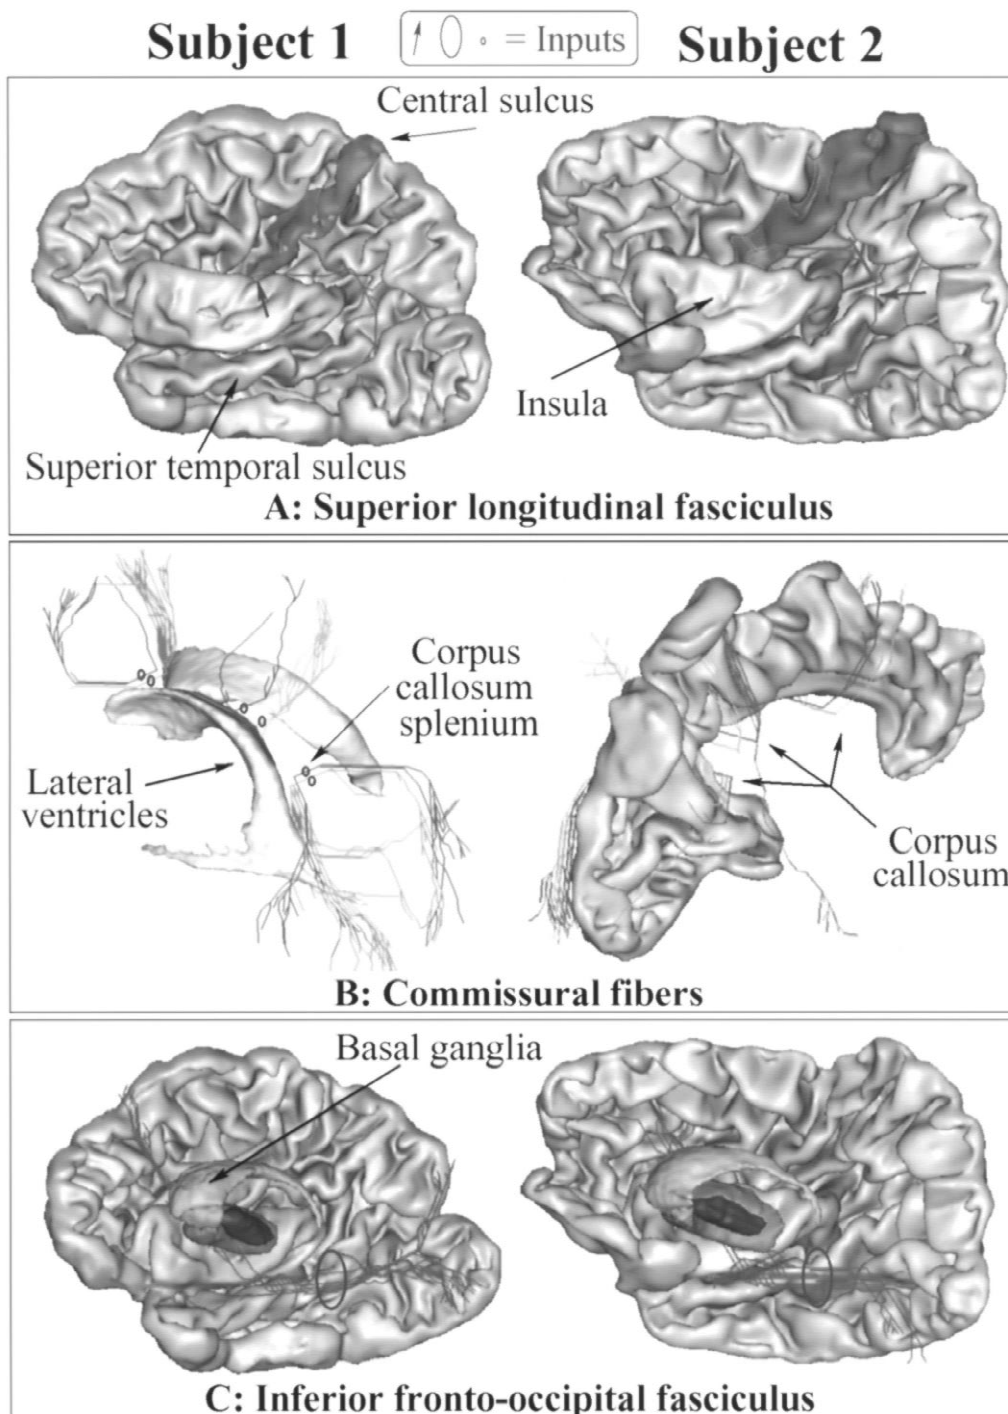 Subject 1
= Inputs
Subject 2
Central sulcus
Insula
Superior temporal sulcus
A: Superior longitudinal fasciculus
Corpus
callosum
splenium
Lateral
ventricles
Corpus
callosum
B: Commissural fibers
Basal ganglia
C: Inferior fronto-occipital fasciculus